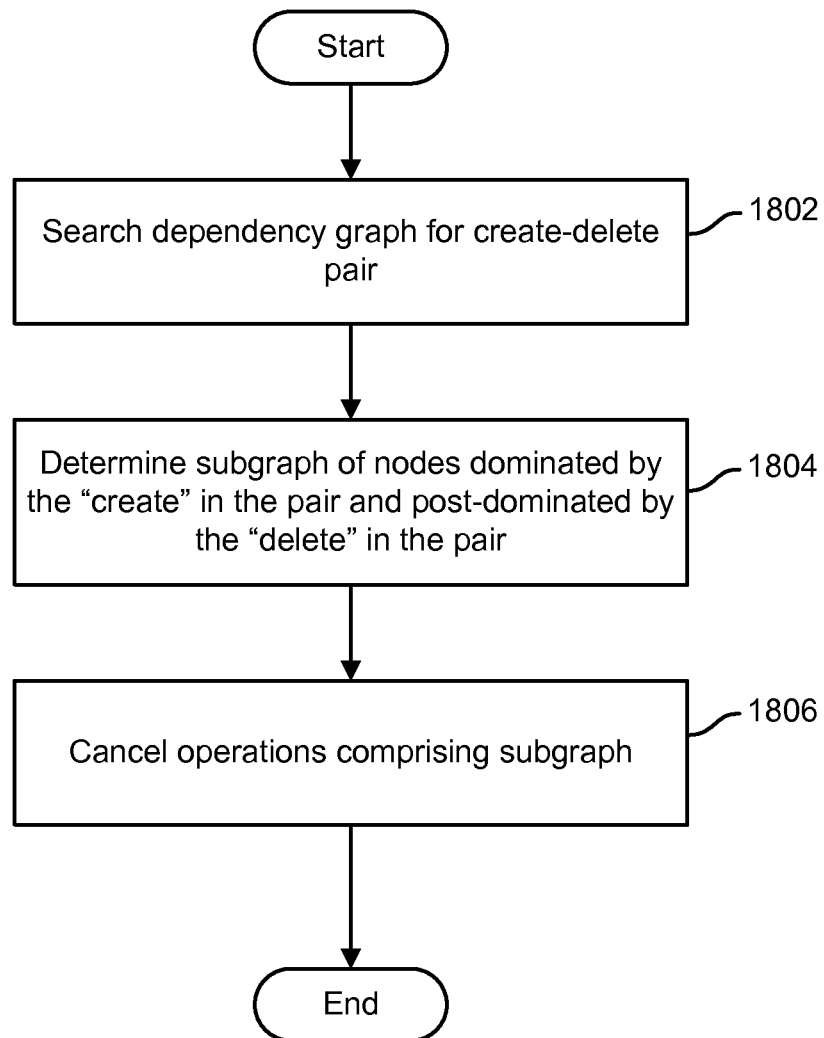 Start
Search dependency graph for create-delete
pair
1802
Determine subgraph of nodes dominated by
the “create” in the pair and post-dominated by
the “delete” in the pair
1804
Cancel operations comprising subgraph
1806
End